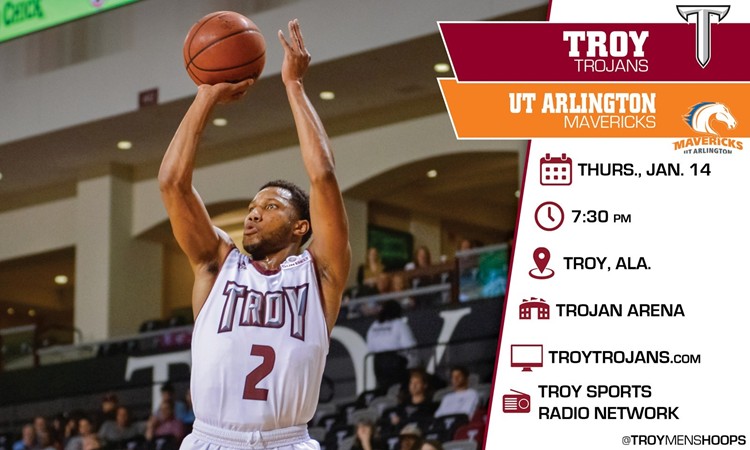 CHICK
TROY
TROJANS
UT ARLINGTON
MAVERICKS
MAVERICKS
UT ARLINGTON
THURS., JAN. 14
7:30 PM
TROY, ALA.
TROJAN ARENA
TROYTROJANS.COM
TROY SPORTS
RADIO NETWORK
@TROYMENSHOOPS
TROY
2